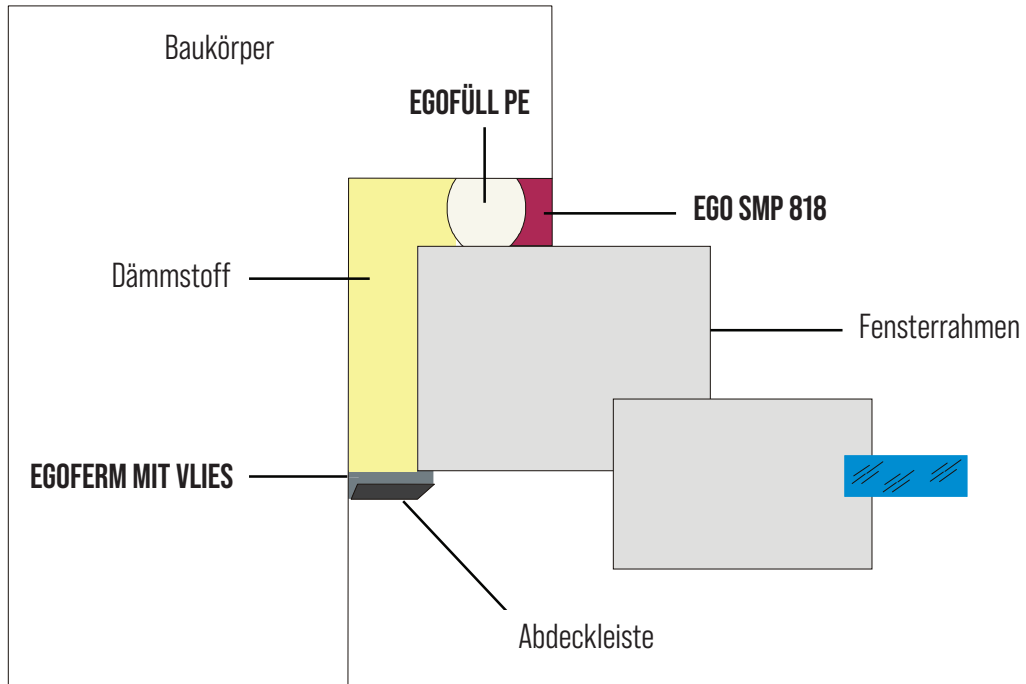 Baukörper
EGOFÜLL PE
EGO SMP 818
Dämmstoff
Fensterrahmen
EGOFERM MIT VLIES
Abdeckleiste